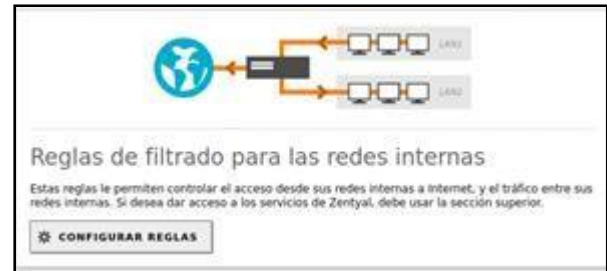 LAN1
LAN2
Reglas de filtrado para las redes internas
Estas reglas le permiten controlar el acceso desde sus redes internas a Internet, y el tráfico entre sus
redes internas. Si desea dar acceso a los servicios de Zentyal, debe usar la sección superior.
CONFIGURAR REGLAS